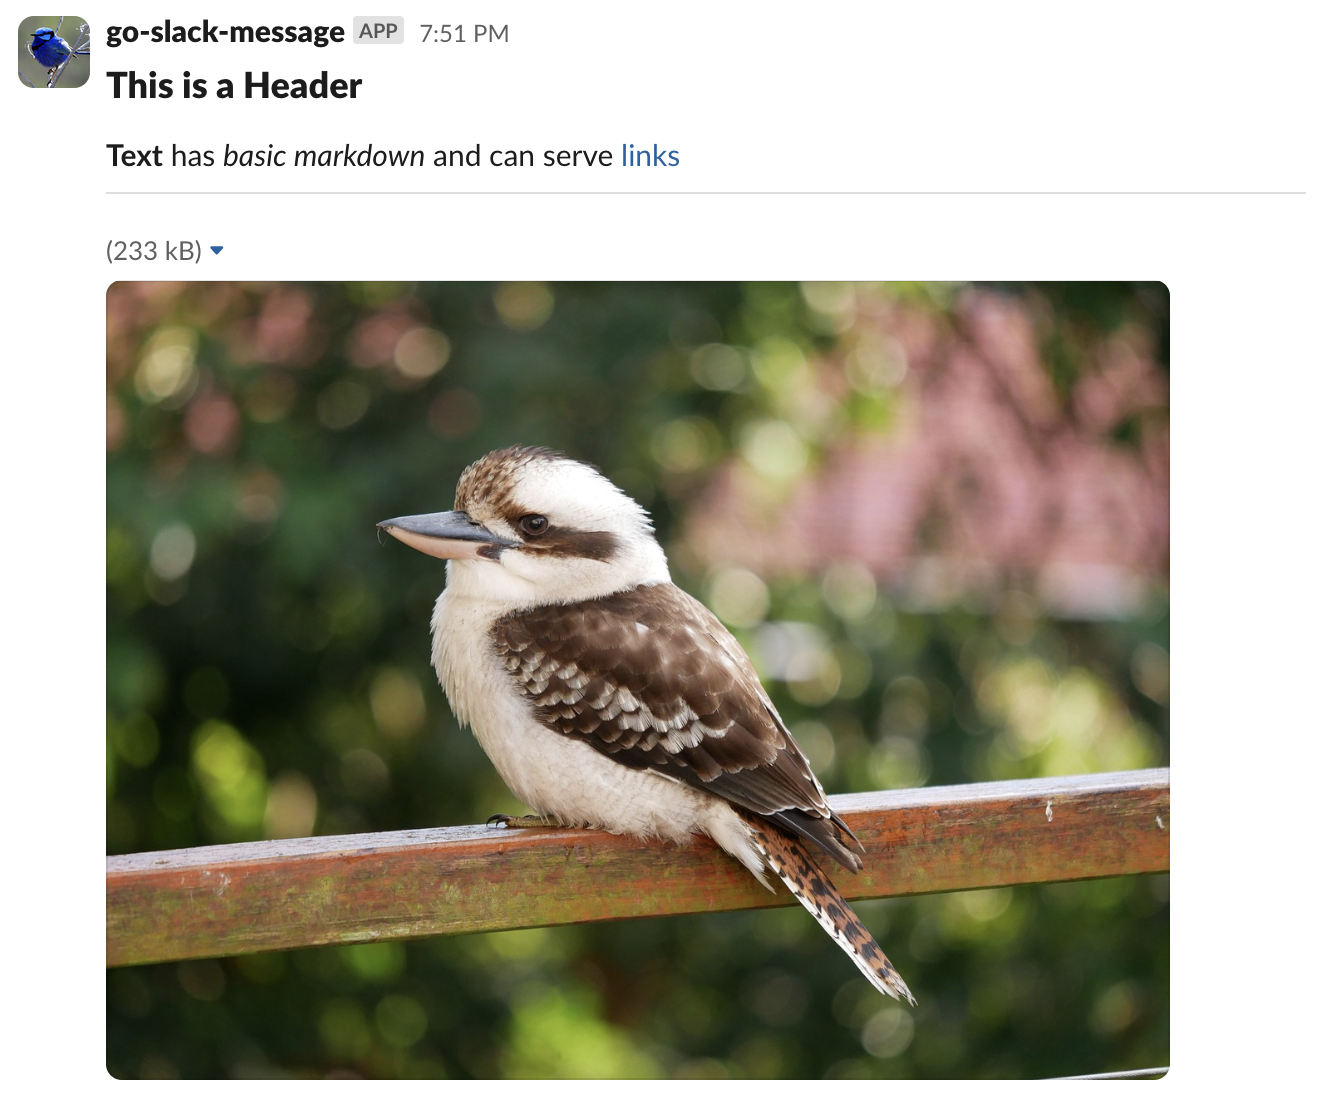 go-slack-message APP 7:51 PM
This is a Header
Text has basic markdown and can serve links
(233 kB)